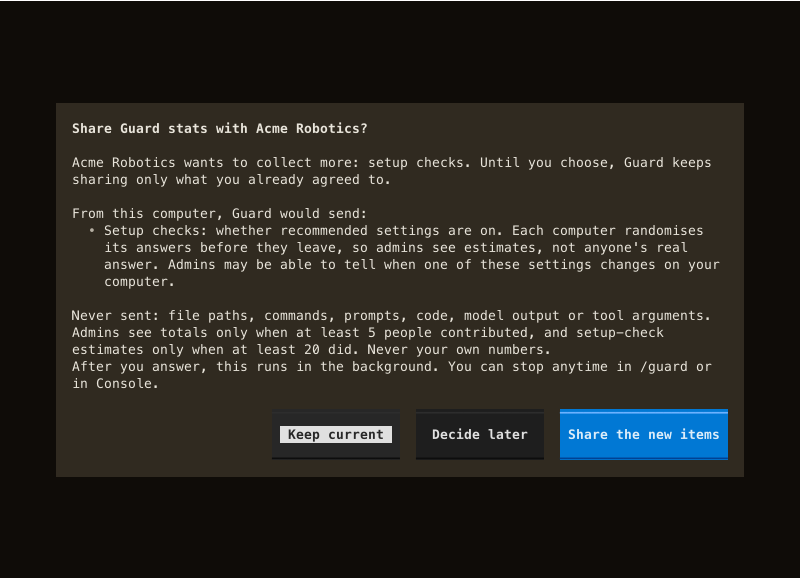 Share Guard stats with Acme Robotics?
Acme Robotics wants to collect more: setup checks. Until you choose, Guard keeps
sharing only what you already agreed to.
From this computer, Guard would send:
• Setup checks: whether recommended settings are on. Each computer randomises
its answers before they leave, so admins see estimates, not anyone's real
answer. Admins may be able to tell when one of these settings changes on your
computer.
Never sent: file paths, commands, prompts, code, model output or tool arguments.
Admins see totals only when at least 5 people contributed, and setup-check
estimates only when at least 20 did. Never your own numbers.
After you answer, this runs in the background. You can stop anytime in /guard or
in Console.
Keep current Decide later Share the new items